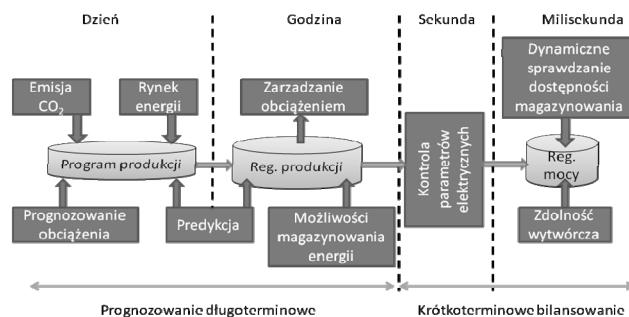 Dzień
Godzina
Sekunda
Milisekunda
Emisja
CO2
Rynek
energii
Zarzadzanie
obciążeniem
Dynamiczne
sprawdzanie
dostępności
magazynowania
Program produkcji
Reg. produkcji
Kontrola
parametrów
elektrycznych
Reg.
mocy
Prognozowanie
obciążenia
Predykcja
Możliwości
magazynowania
energii
Zdolność
wytwórcza
Prognozowanie długoterminowe
Krótkoterminowe bilansowanie